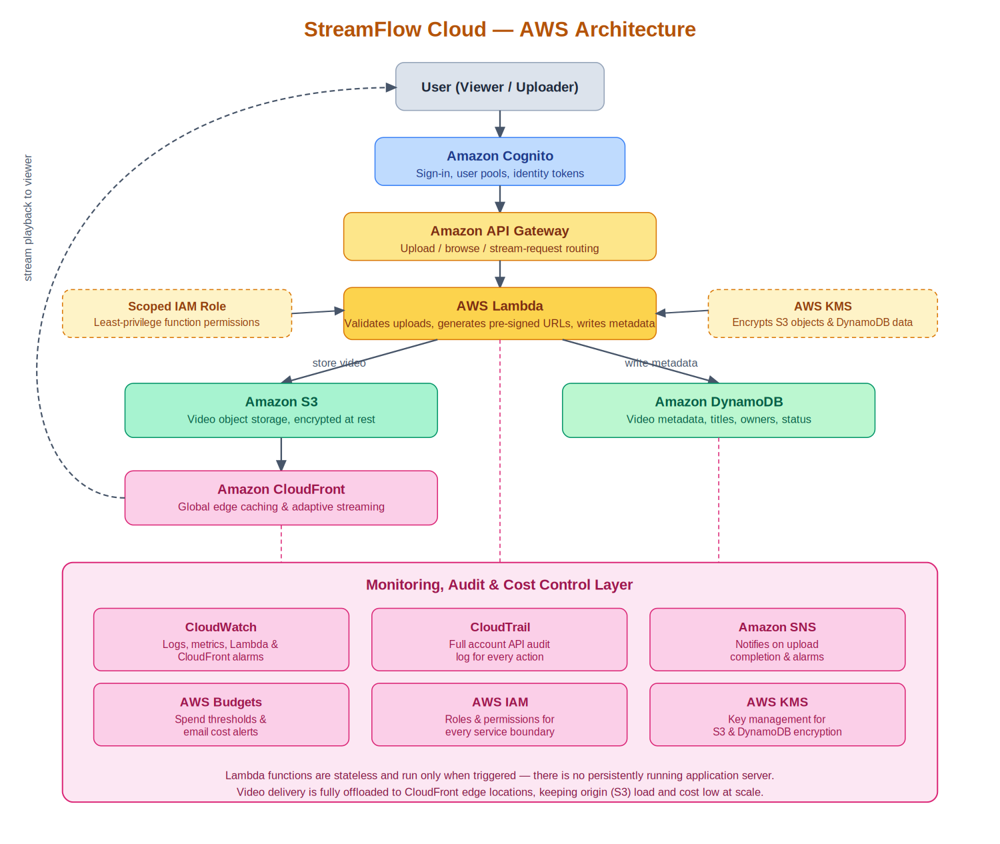 StreamFlow Cloud — AWS Architecture
User (Viewer / Uploader)
Amazon Cognito
Sign-in, user pools, identity tokens
stream playback to viewer
Amazon API Gateway
Upload / browse / stream-request routing
Scoped IAM Role
Least-privilege function permissions
AWS Lambda
Validates uploads, generates pre-signed URLs, writes metadata
AWS KMS
Encrypts S3 objects & DynamoDB data
store video
write metadata
Amazon S3
Video object storage, encrypted at rest
Amazon DynamoDB
Video metadata, titles, owners, status
Amazon CloudFront
Global edge caching & adaptive streaming
Monitoring, Audit & Cost Control Layer
CloudWatch
Logs, metrics, Lambda &
CloudFront alarms
CloudTrail
Full account API audit
log for every action
Amazon SNS
Notifies on upload
completion & alarms
AWS Budgets
Spend thresholds &
email cost alerts
AWS IAM
Roles & permissions for
every service boundary
AWS KMS
Key management for
S3 & DynamoDB encryption
Lambda functions are stateless and run only when triggered — there is no persistently running application server.
Video delivery is fully offloaded to CloudFront edge locations, keeping origin (S3) load and cost low at scale.